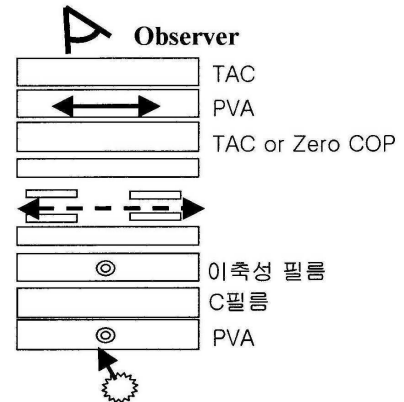 Observer
TAC
PVA
TAC or Zero COP
이축성 필름
C필름
PVA